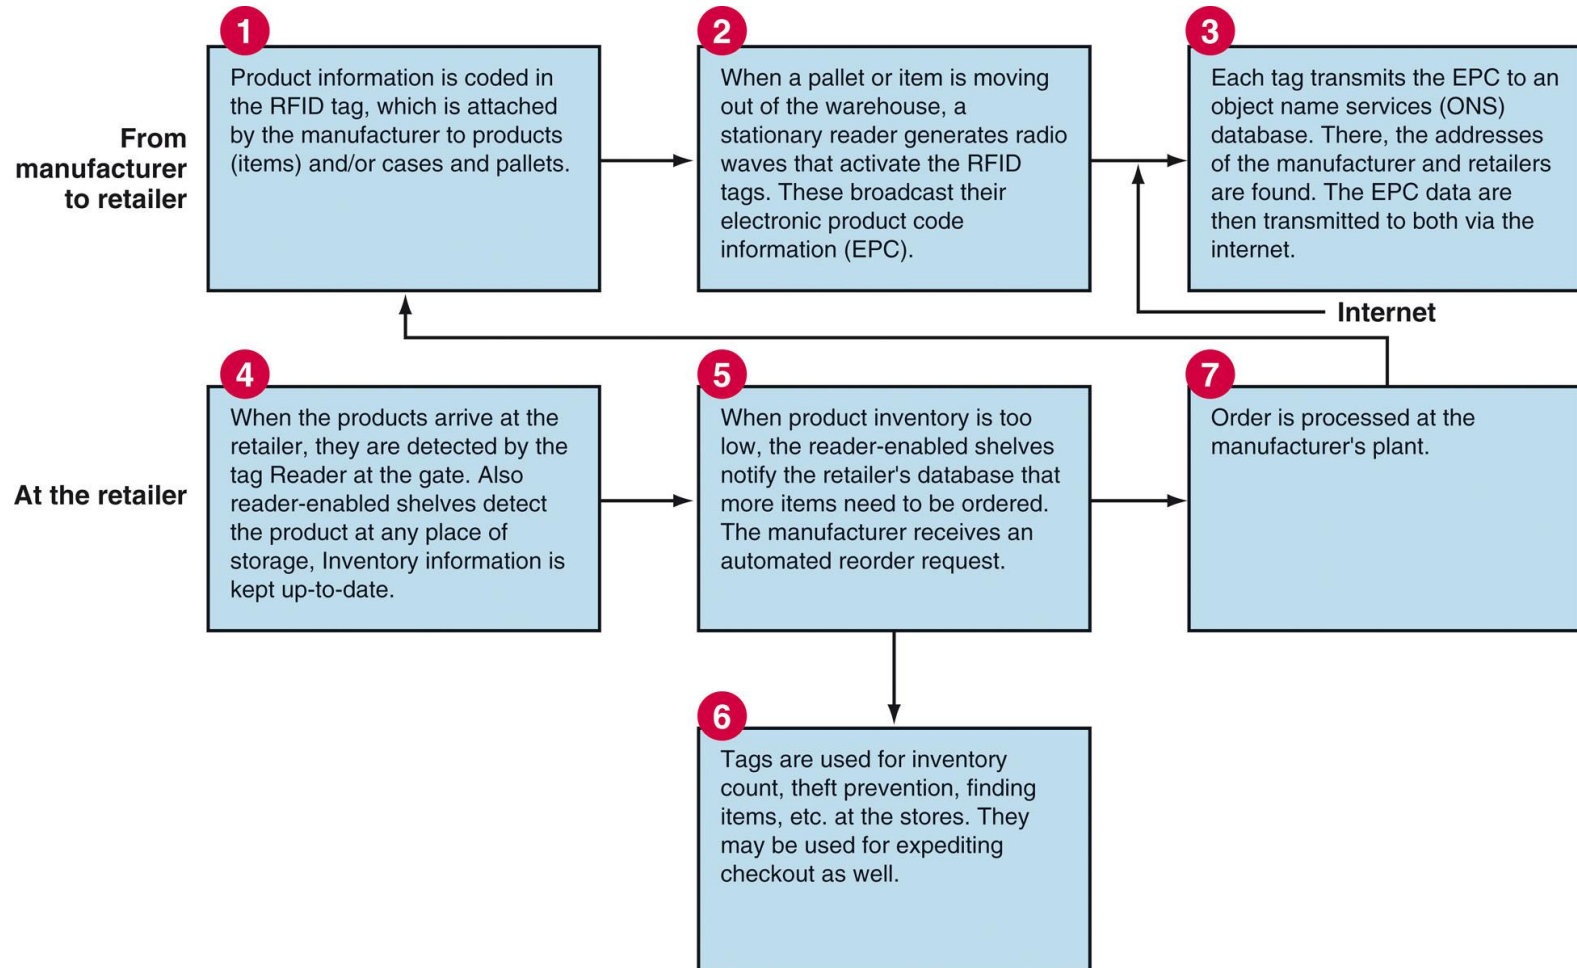 1
Product information is coded in
the RFID tag, which is attached
by the manufacturer to products
(items) and/or cases and pallets.
2
When a pallet or item is moving
out of the warehouse, a
stationary reader generates radio
waves that activate the RFID
tags. These broadcast their
electronic product code
information (EPC).
3
Each tag transmits the EPC to an
object name services (ONS)
database. There, the addresses
of the manufacturer and retailers
are found. The EPC data are
then transmitted to both via the
internet.
From
manufacturer
to retailer
Internet
4
When the products arrive at the
retailer, they are detected by the
tag Reader at the gate. Also
reader-enabled shelves detect
the product at any place of
storage, Inventory information is
kept up-to-date.
5
When product inventory is too
low, the reader-enabled shelves
notify the retailer's database that
more items need to be ordered.
The manufacturer receives an
automated reorder request.
7
Order is processed at the
manufacturer's plant.
At the retailer
6
Tags are used for inventory
count, theft prevention, finding
items, etc. at the stores. They
may be used for expediting
checkout as well.